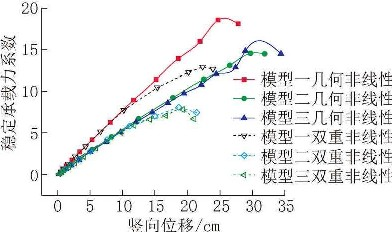 20
15
10
5
0
稳定承载力系数
模型一几何非线性
模型二几何非线性
模型三几何非线性
模型一双重非线性
模型二双重非线性
模型三双重非线性
0 5 10 15 20 25 30 35
竖向位移/cm